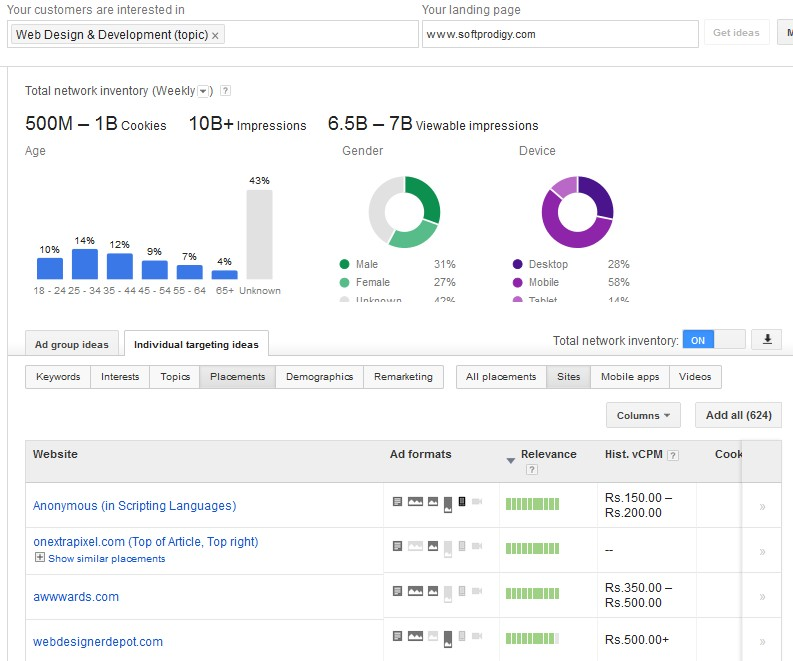 Your customers are interested in
Your landing page
Web Design & Development (topic) ×
www.softprodigy.com
Get ideas
M
Total network inventory (Weekly ) ?
500M – 1B Cookies 10B+ Impressions 6.5B – 7B Viewable impressions
Age
Gender
Device
10% 14% 12% 9% 7% 4% 43%
18 - 24 25 - 34 35 - 44 45 - 54 55 - 64 65+ Unknown
Male 31%
Female 27%
Unknown 42%
Desktop 28%
Mobile 58%
Tablet 14%
Ad group ideas
Individual targeting ideas
Total network inventory: ON
Keywords Interests Topics Placements Demographics Remarketing
All placements Sites Mobile apps Videos
Columns
Add all (624)
Website Ad formats Relevance ? Hist. vCPM ? Cook
Anonymous (in Scripting Languages)
Rs.150.00 –
Rs.200.00
»
onextrapixel.com (Top of Article, Top right)
Show similar placements
--
»
awwwards.com
Rs.350.00 –
Rs.500.00
»
webdesignerdepot.com
Rs.500.00+
»